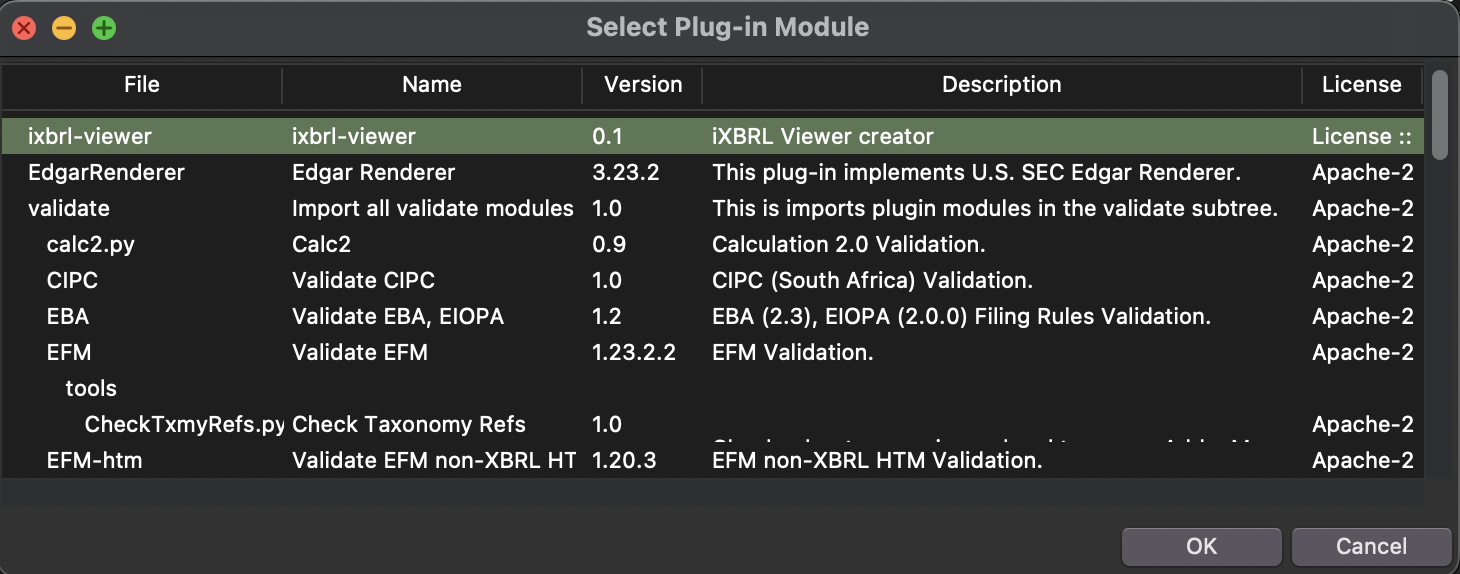 Select Plug-in Module
File Name Version Description License
ixbrl-viewer ixbrl-viewer 0.1 iXBRL Viewer creator License ::
EdgarRenderer Edgar Renderer 3.23.2 This plug-in implements U.S. SEC Edgar Renderer. Apache-2
validate Import all validate modules 1.0 This is imports plugin modules in the validate subtree. Apache-2
calc2.py Calc2 0.9 Calculation 2.0 Validation. Apache-2
CIPC Validate CIPC 1.0 CIPC (South Africa) Validation. Apache-2
EBA Validate EBA, EIOPA 1.2 EBA (2.3), EIOPA (2.0.0) Filing Rules Validation. Apache-2
EFM Validate EFM 1.23.2.2 EFM Validation.
tools
CheckTxmyRefs.py Check Taxonomy Refs 1.0 Apache-2
EFM-htm Validate EFM non-XBRL HT 1.20.3 EFM non-XBRL HTM Validation. Apache-2
OK Cancel